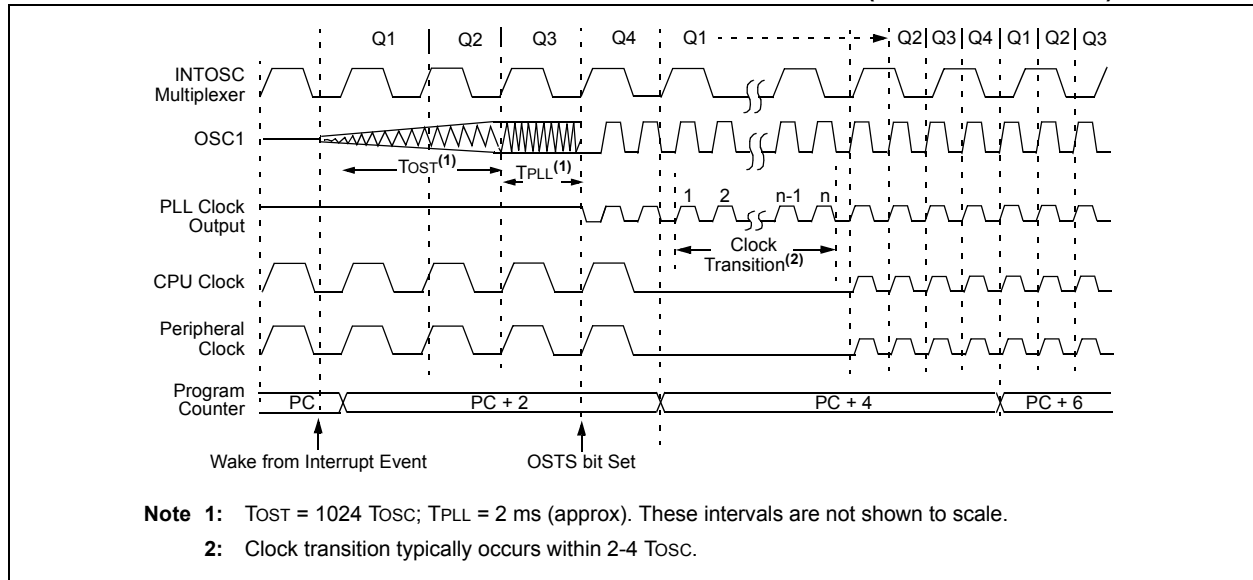 Q1 Q2 Q3 Q4 Q1 Q2 Q3 Q4 Q1 Q2 Q3
INTOSC
Multiplexer
OSC1
TOST(1)
TPLL(1)
1 2 n-1 n
PLL Clock
Output
Clock
Transition(2)
CPU Clock
Peripheral
Clock
Program
Counter
PC PC + 2 PC + 4 PC + 6
Wake from Interrupt Event OSTS bit Set
Note 1: TOST = 1024 TOSC; TPLL = 2 ms (approx). These intervals are not shown to scale.
2: Clock transition typically occurs within 2-4 TOSC.